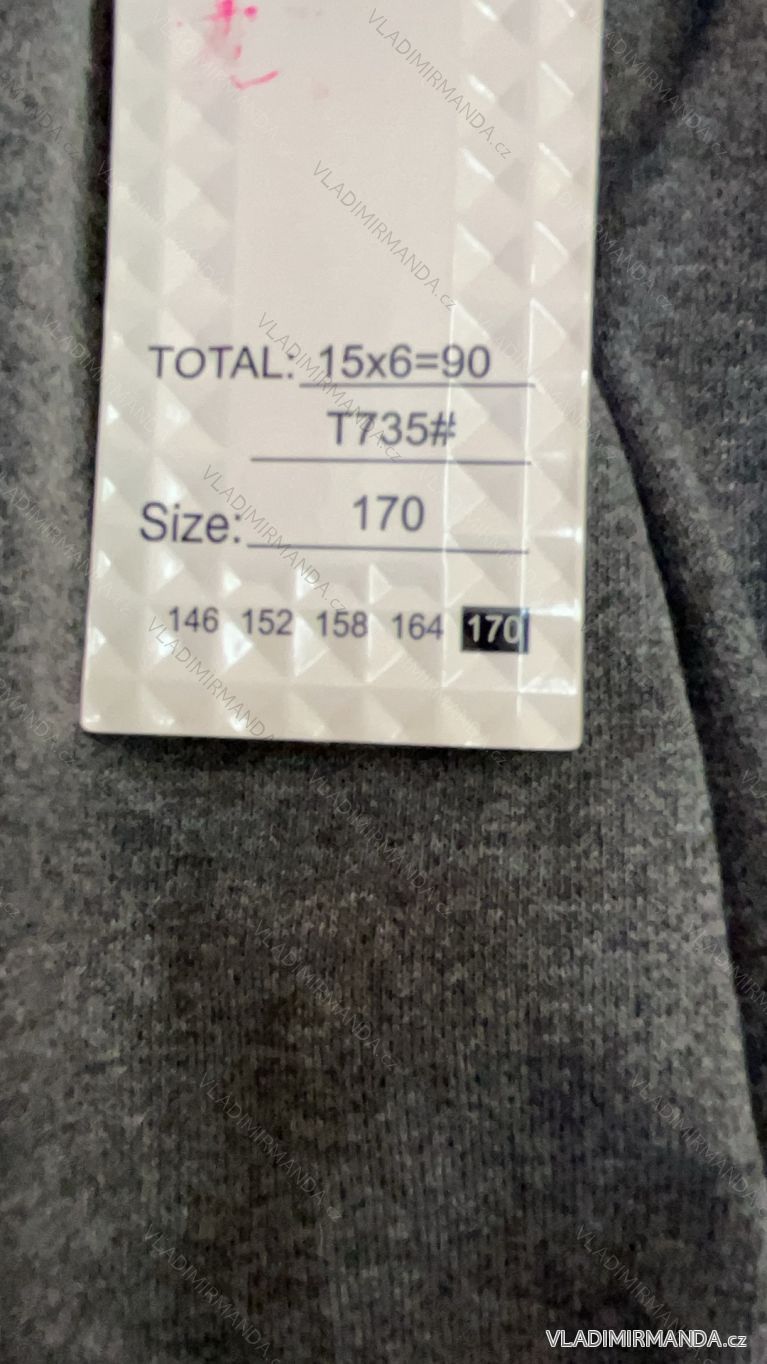 TOTAL: 15x6=90
T735#
Size: 170
146 152 158 164 170
VLADIMIRMANDA.cz